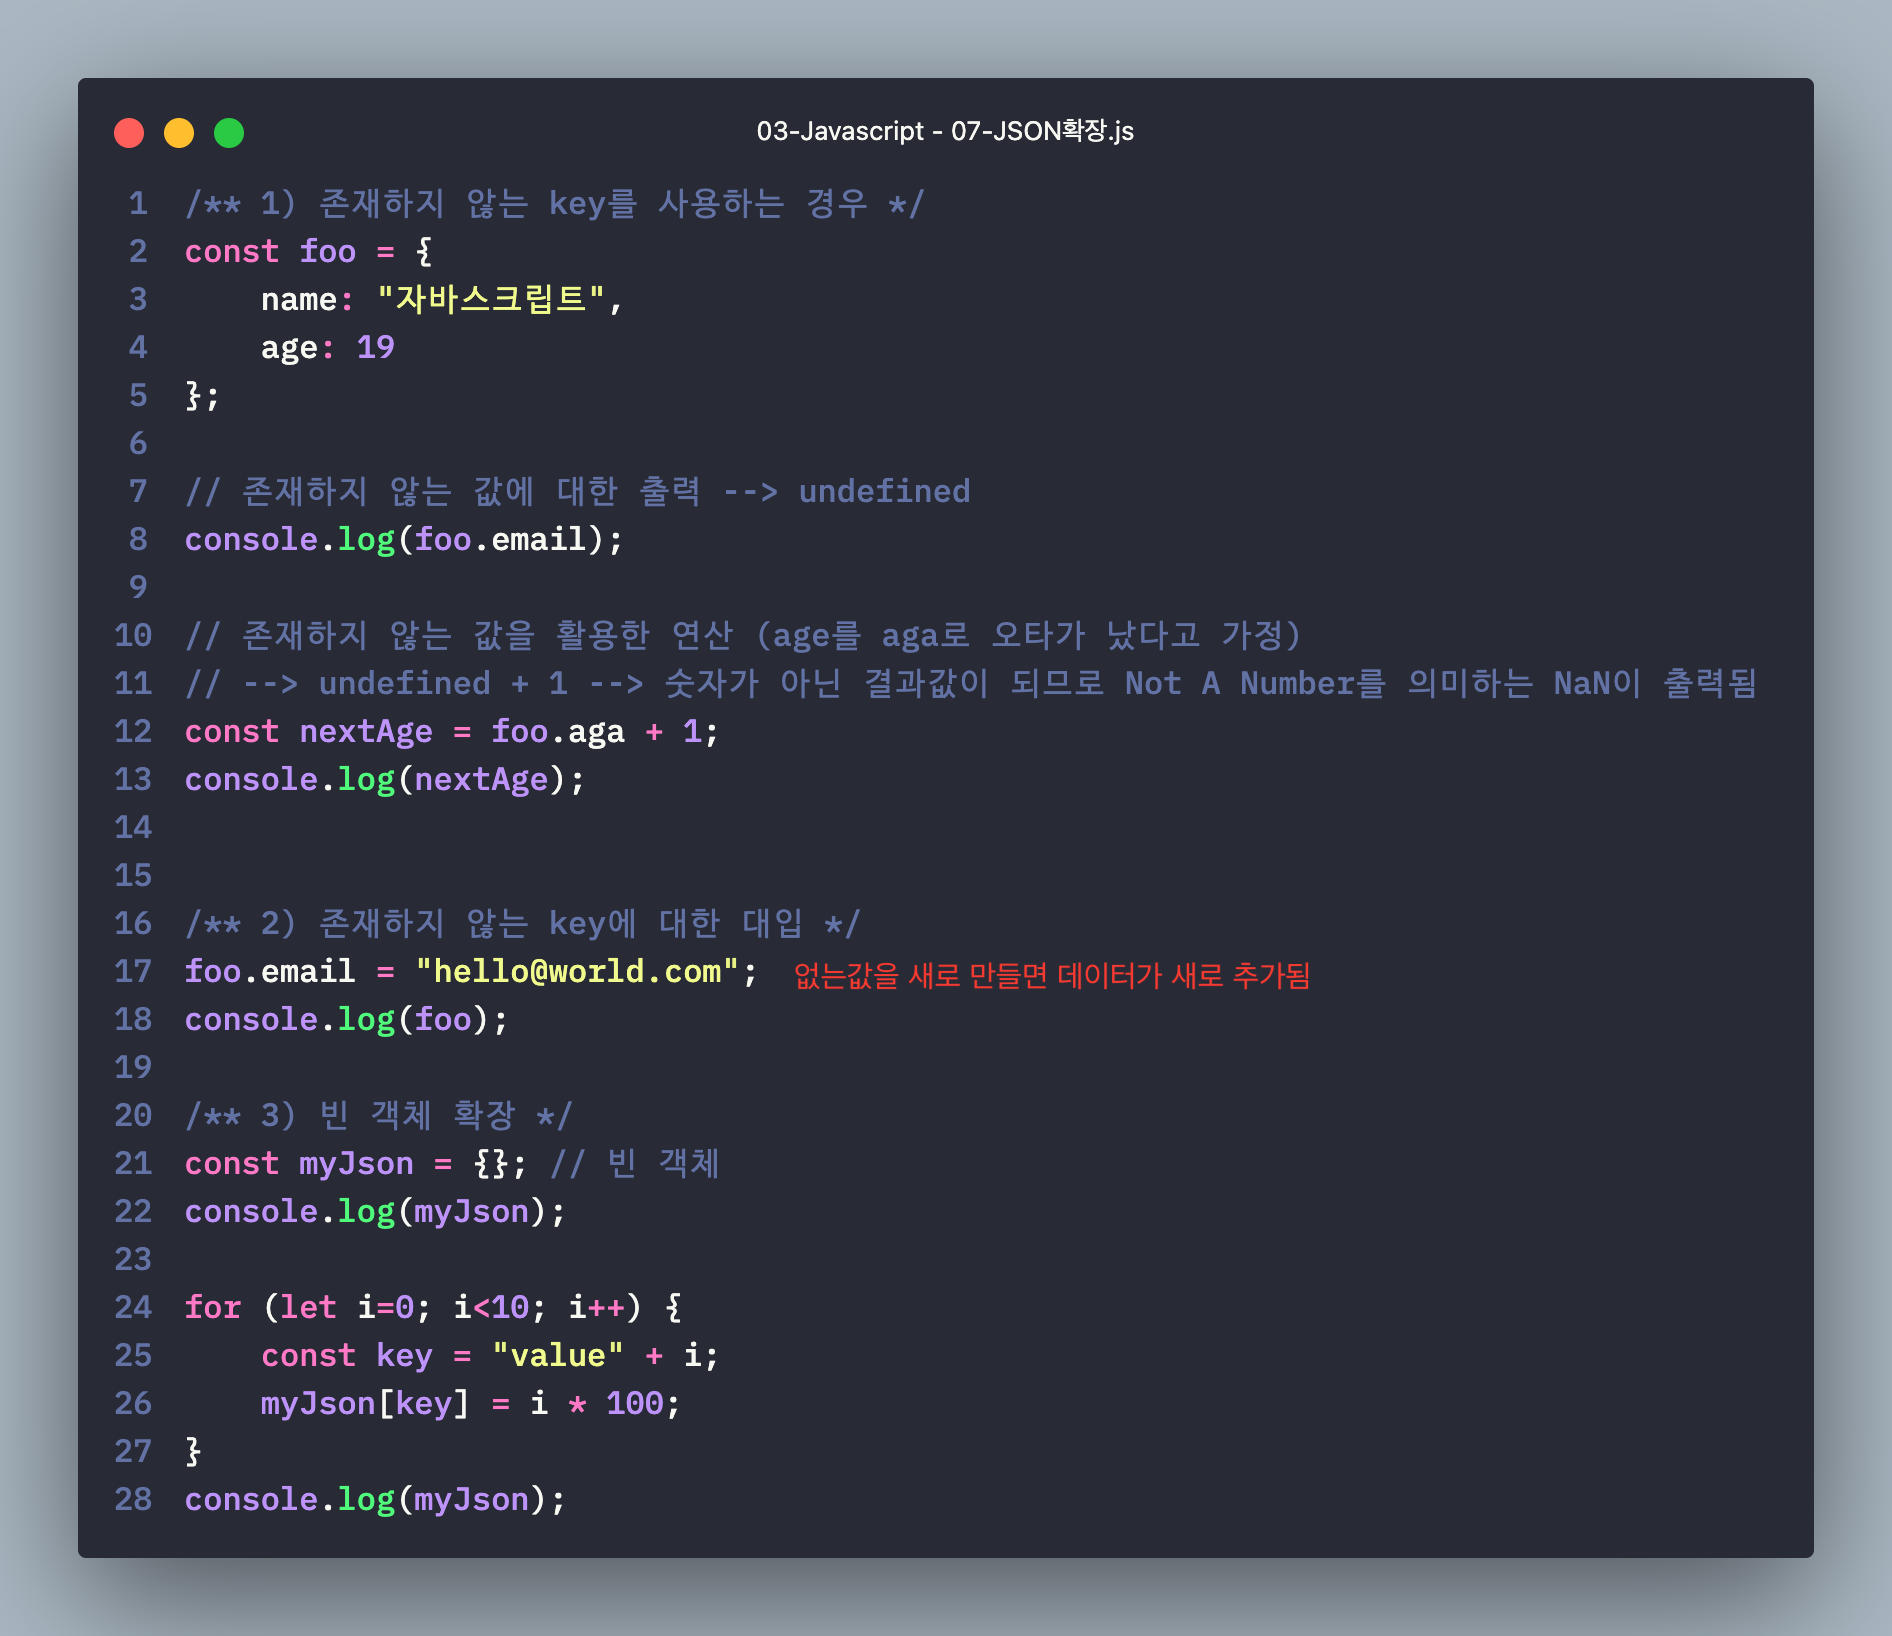 03-Javascript - 07-JSON확장.js
1 /** 1) 존재하지 않는 key를 사용하는 경우 */
2 const foo = {
3     name: "자바스크립트",
4     age: 19
5 };
6
7 // 존재하지 않는 값에 대한 출력 --> undefined
8 console.log(foo.email);
9
10 // 존재하지 않는 값을 활용한 연산 (age를 aga로 오타가 났다고 가정)
11 // --> undefined + 1 --> 숫자가 아닌 결과값이 되므로 Not A Number를 의미하는 NaN이 출력됨
12 const nextAge = foo.aga + 1;
13 console.log(nextAge);
14
15
16 /** 2) 존재하지 않는 key에 대한 대입 */
17 foo.email = "hello@world.com"; 없는값을 새로 만들면 데이터가 새로 추가됨
18 console.log(foo);
19
20 /** 3) 빈 객체 확장 */
21 const myJson = {}; // 빈 객체
22 console.log(myJson);
23
24 for (let i=0; i<10; i++) {
25     const key = "value" + i;
26     myJson[key] = i * 100;
27 }
28 console.log(myJson);